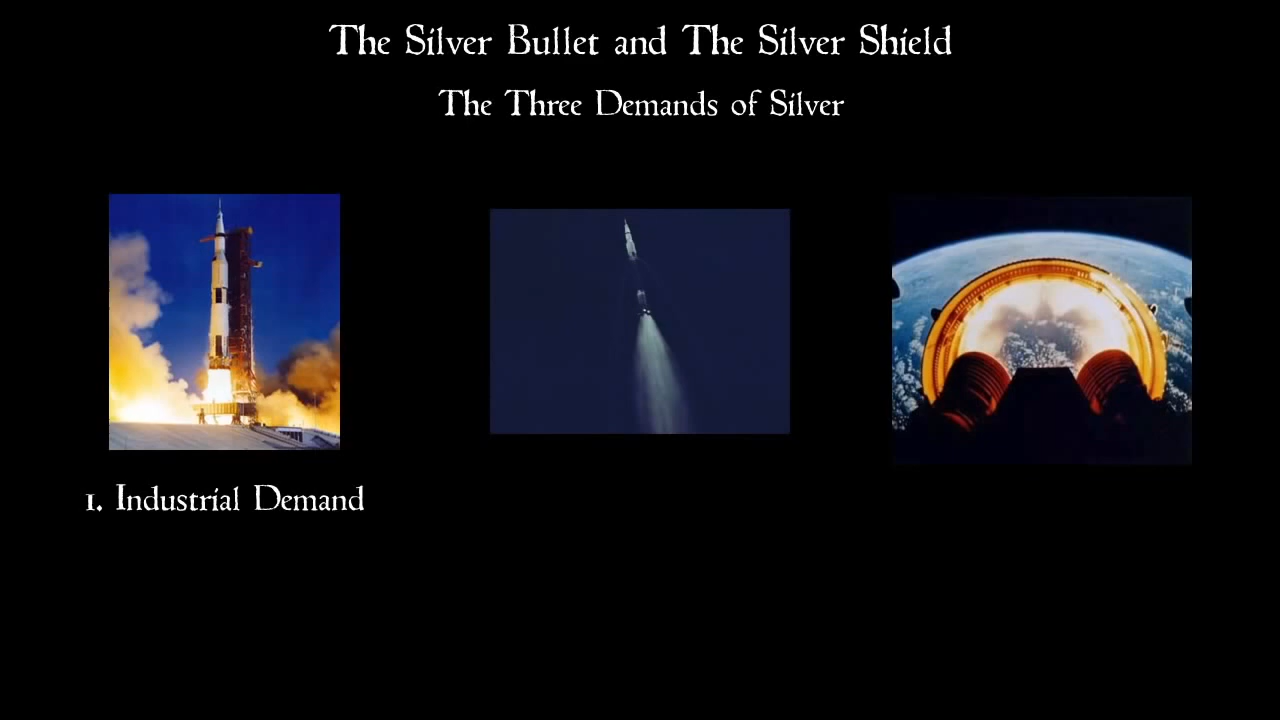 The Silver Bullet and The Silver Shield
The Three Demands of Silver
1. Industrial Demand